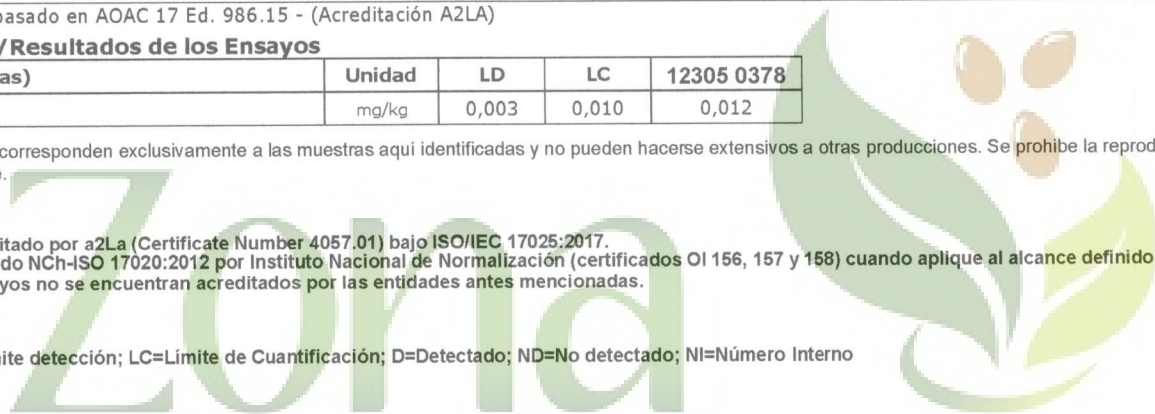 basado en AOAC 17 Ed. 986.15 - (Acreditación A2LA)
/Resultados de los Ensayos
as) Unidad LD LC 12305 0378
mg/kg 0,003 0,010 0,012
corresponden exclusivamente a las muestras aquí identificadas y no pueden hacerse extensivos a otras producciones. Se prohibe la reprod
e.
itado por a2La (Certificate Number 4057.01) bajo ISO/IEC 17025:2017.
do NCh-ISO 17020:2012 por Instituto Nacional de Normalización (certificados OI 156, 157 y 158) cuando aplique al alcance definido
yos no se encuentran acreditados por las entidades antes mencionadas.
ite detección; LC=Límite de Cuantificación; D=Detectado; ND=No detectado; NI=Número Interno
Zona